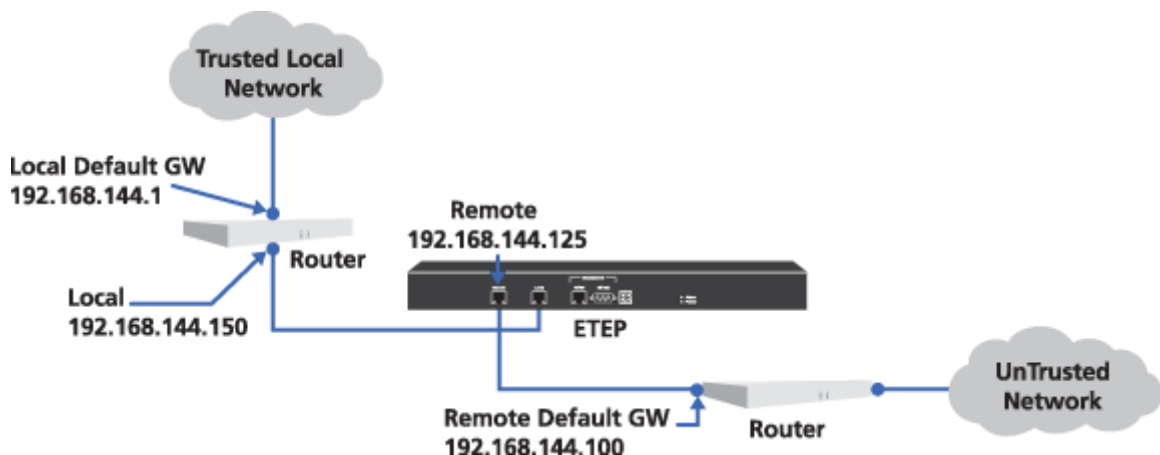 Trusted Local
Network
Local Default GW
192.168.144.1
Router
Local
192.168.144.150
Remote
192.168.144.125
ETEP
Remote Default GW
192.168.144.100
Router
UnTrusted
Network